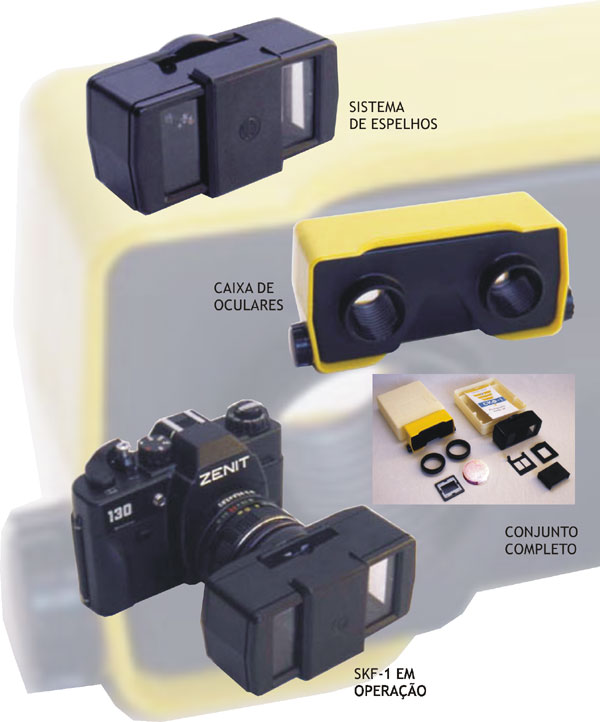 SISTEMA
DE ESPELHOS
CAIXA DE
OCULARES
ZENIT
130
CONJUNTO
COMPLETO
SKF-1 EM
OPERAÇÃO